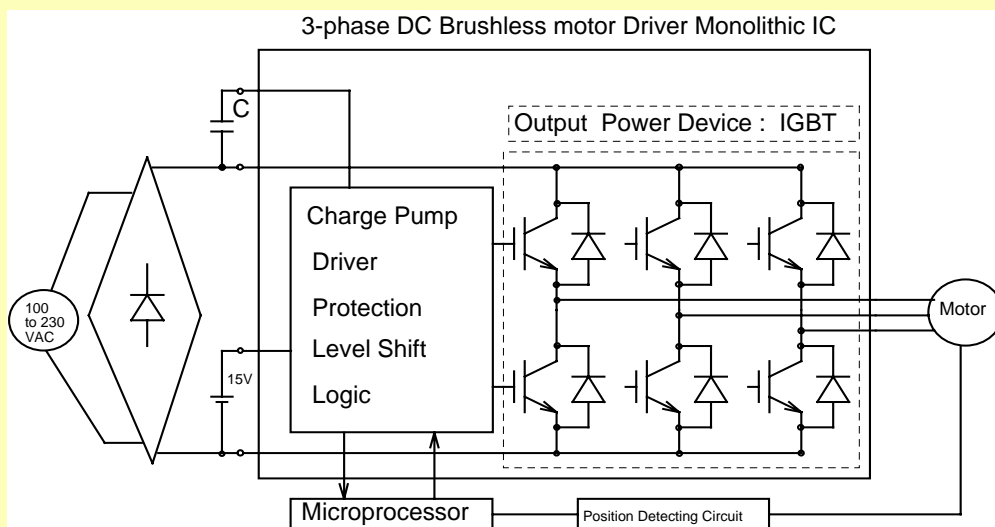 3-phase DC Brushless motor Driver Monolithic IC
C
Output Power Device : IGBT
Charge Pump
Driver
Protection
Level Shift
Logic
100
to 230
VAC
15V
Motor
Microprocessor
Position Detecting Circuit